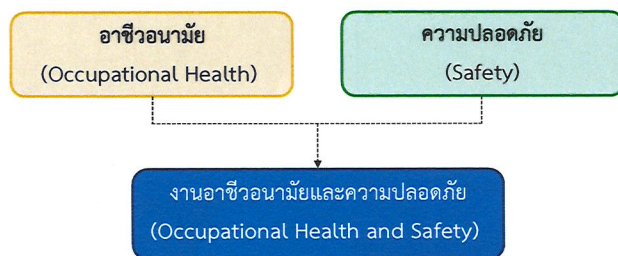 อาชีวอนามัย
(Occupational Health)
ความปลอดภัย
(Safety)
งานอาชีวอนามัยและความปลอดภัย
(Occupational Health and Safety)